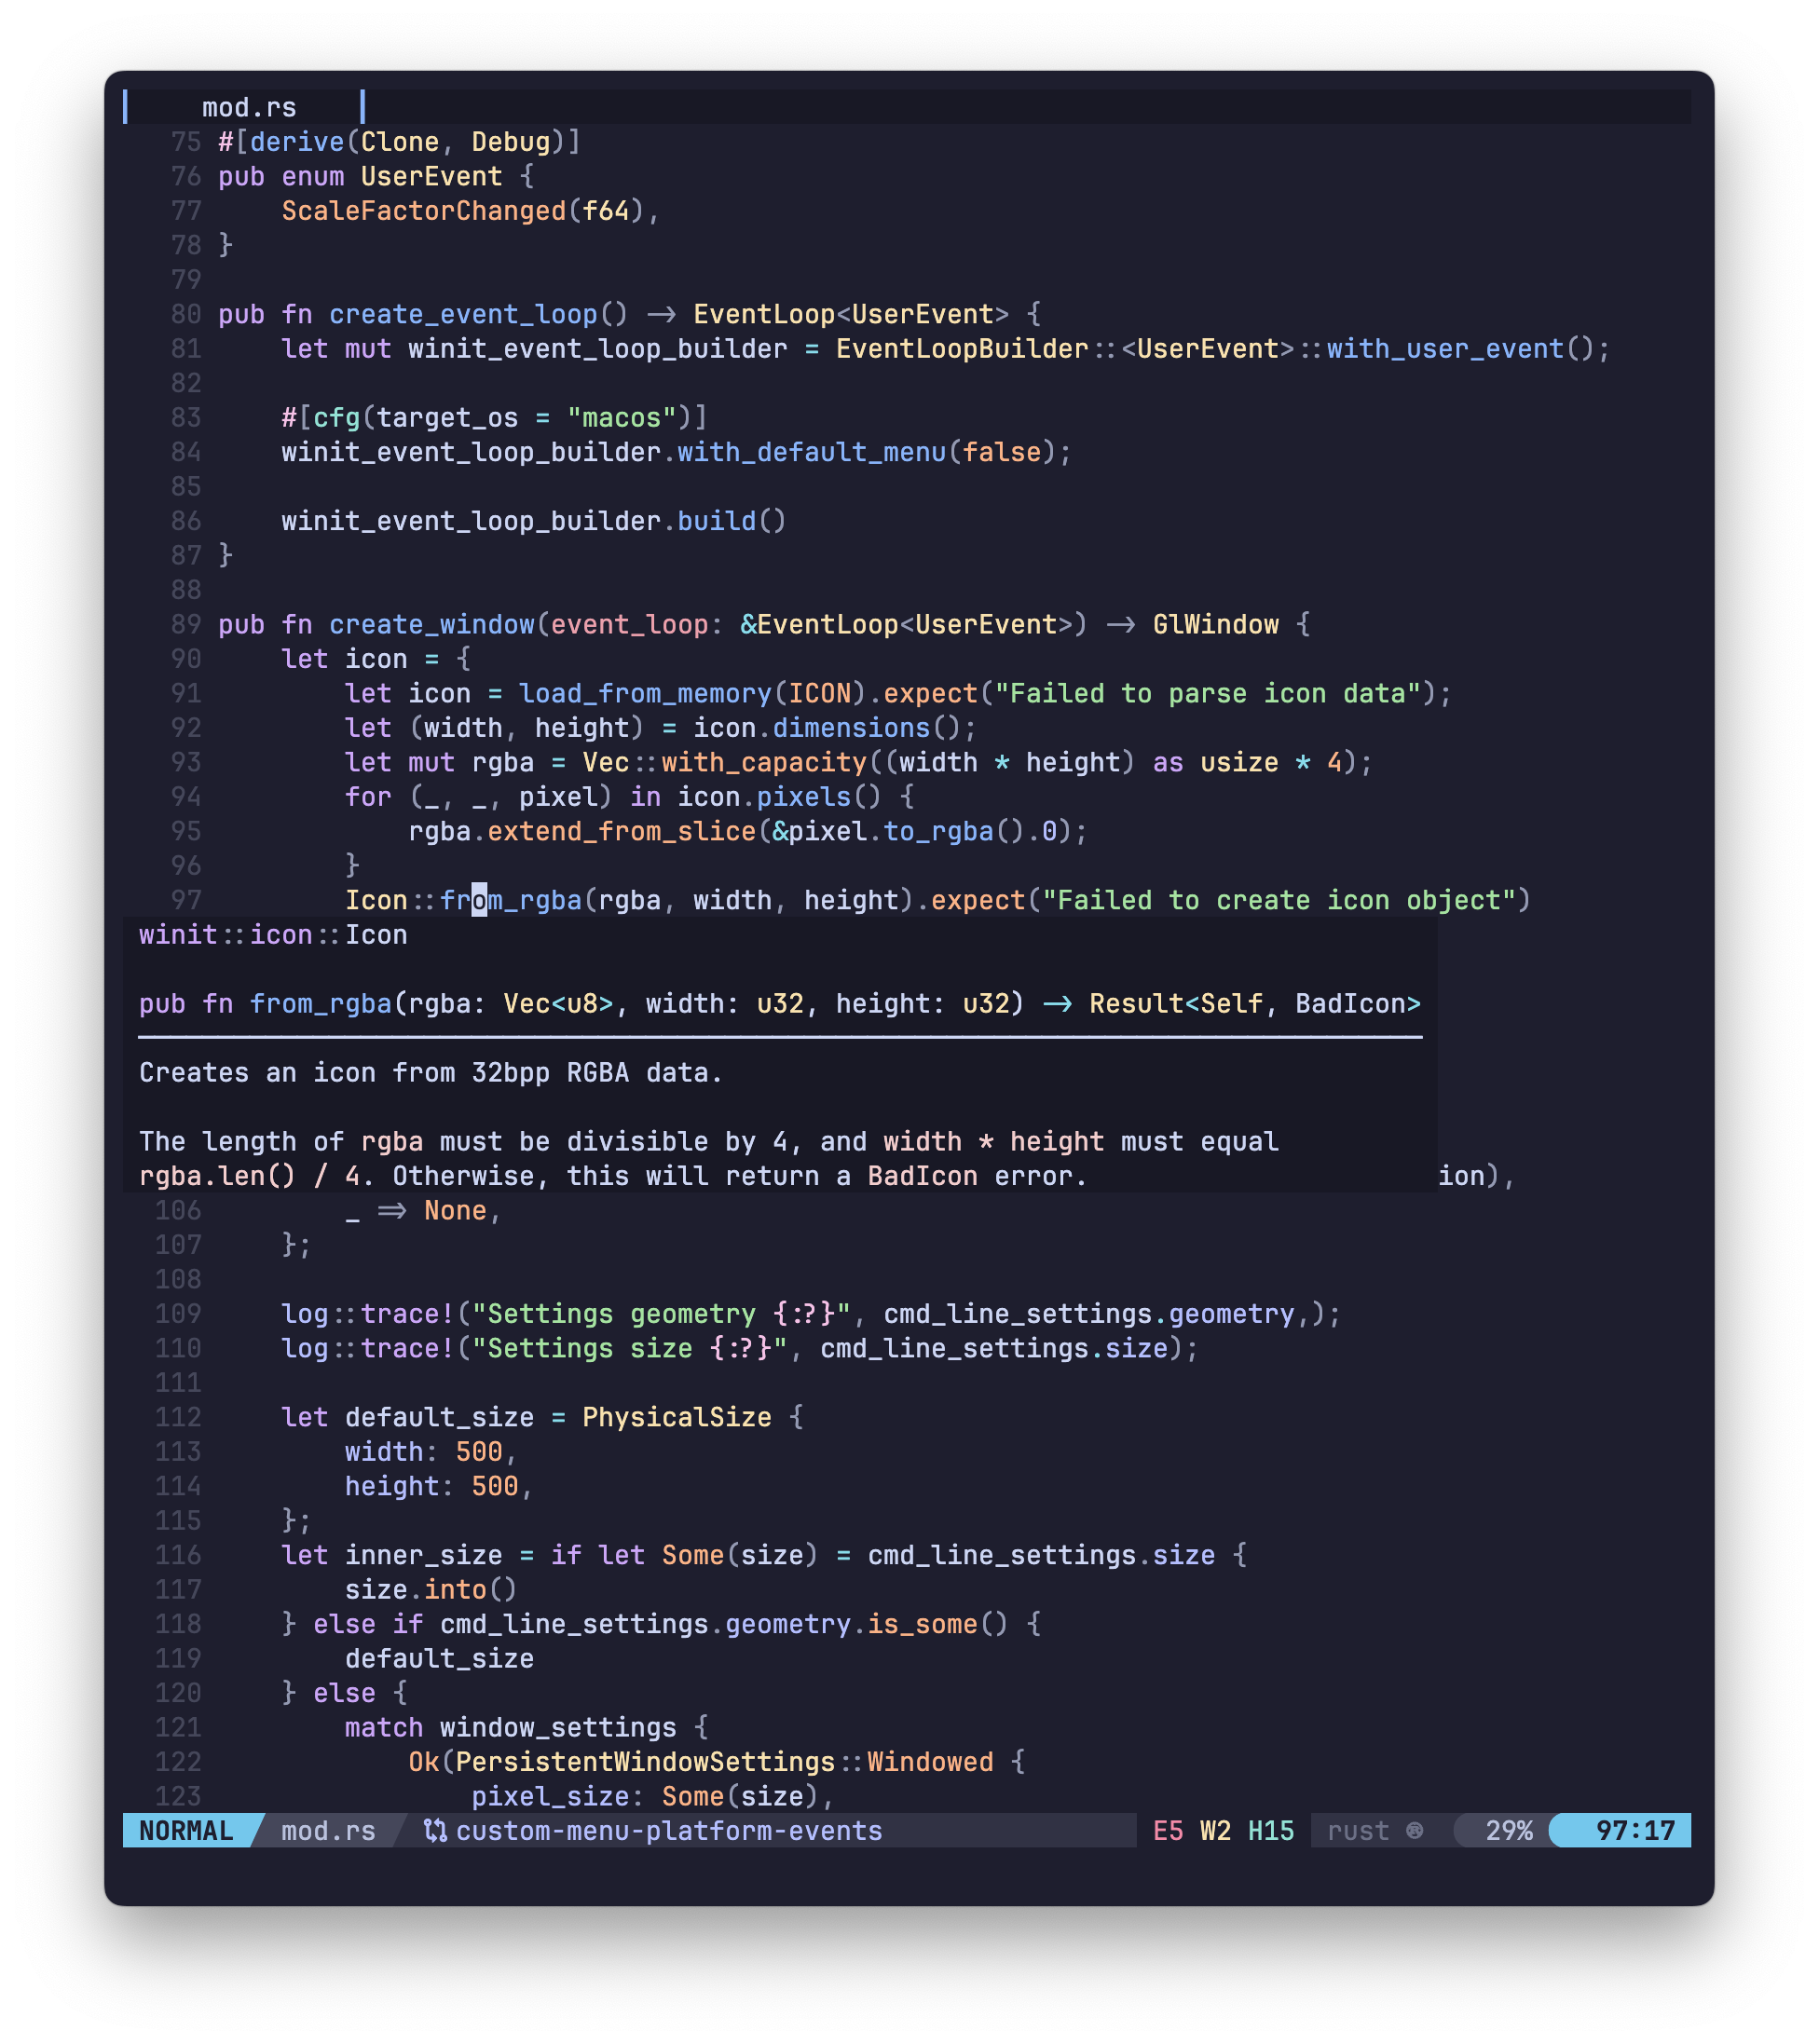 mod.rs
75 #[derive(Clone, Debug)]
76 pub enum UserEvent {
77     ScaleFactorChanged(f64),
78 }
79
80 pub fn create_event_loop() -> EventLoop<UserEvent> {
81     let mut winit_event_loop_builder = EventLoopBuilder::<UserEvent>::with_user_event();
82
83     #[cfg(target_os = "macos")]
84     winit_event_loop_builder.with_default_menu(false);
85
86     winit_event_loop_builder.build()
87 }
88
89 pub fn create_window(event_loop: &EventLoop<UserEvent>) -> GlWindow {
90     let icon = {
91         let icon = load_from_memory(ICON).expect("Failed to parse icon data");
92         let (width, height) = icon.dimensions();
93         let mut rgba = Vec::with_capacity((width * height) as usize * 4);
94         for (_, _, pixel) in icon.pixels() {
95             rgba.extend_from_slice(&pixel.to_rgba().0);
96         }
97         Icon::from_rgba(rgba, width, height).expect("Failed to create icon object")
winit::icon::Icon
pub fn from_rgba(rgba: Vec<u8>, width: u32, height: u32) -> Result<Self, BadIcon>
Creates an icon from 32bpp RGBA data.
The length of rgba must be divisible by 4, and width * height must equal
rgba.len() / 4. Otherwise, this will return a BadIcon error. ion),
106         _ => None,
107     };
108
109     log::trace!("Settings geometry {:?}", cmd_line_settings.geometry,);
110     log::trace!("Settings size {:?}", cmd_line_settings.size);
111
112     let default_size = PhysicalSize {
113         width: 500,
114         height: 500,
115     };
116     let inner_size = if let Some(size) = cmd_line_settings.size {
117         size.into()
118     } else if cmd_line_settings.geometry.is_some() {
119         default_size
120     } else {
121         match window_settings {
122             Ok(PersistentWindowSettings::Windowed {
123                 pixel_size: Some(size),
NORMAL mod.rs custom-menu-platform-events E5 W2 H15 rust 29% 97:17